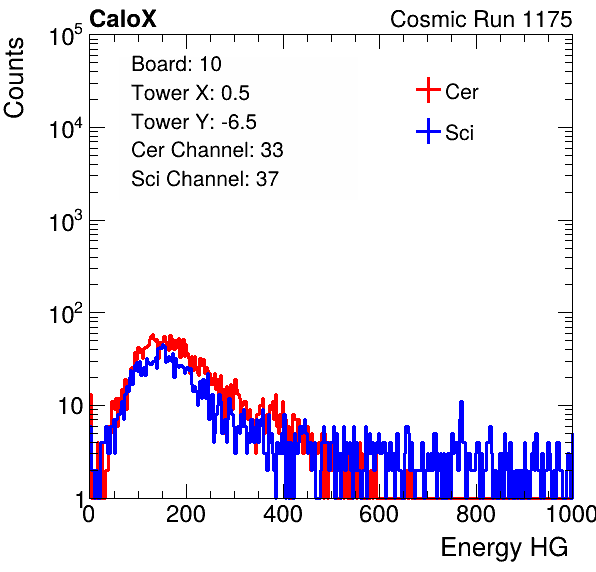 CaloX Cosmic Run 1175
Counts
10^5
10^4
10^3
10^2
10
1
Board: 10
Tower X: 0.5
Tower Y: -6.5
Cer Channel: 33
Sci Channel: 37
Cer
Sci
0 200 400 600 800 1000
Energy HG